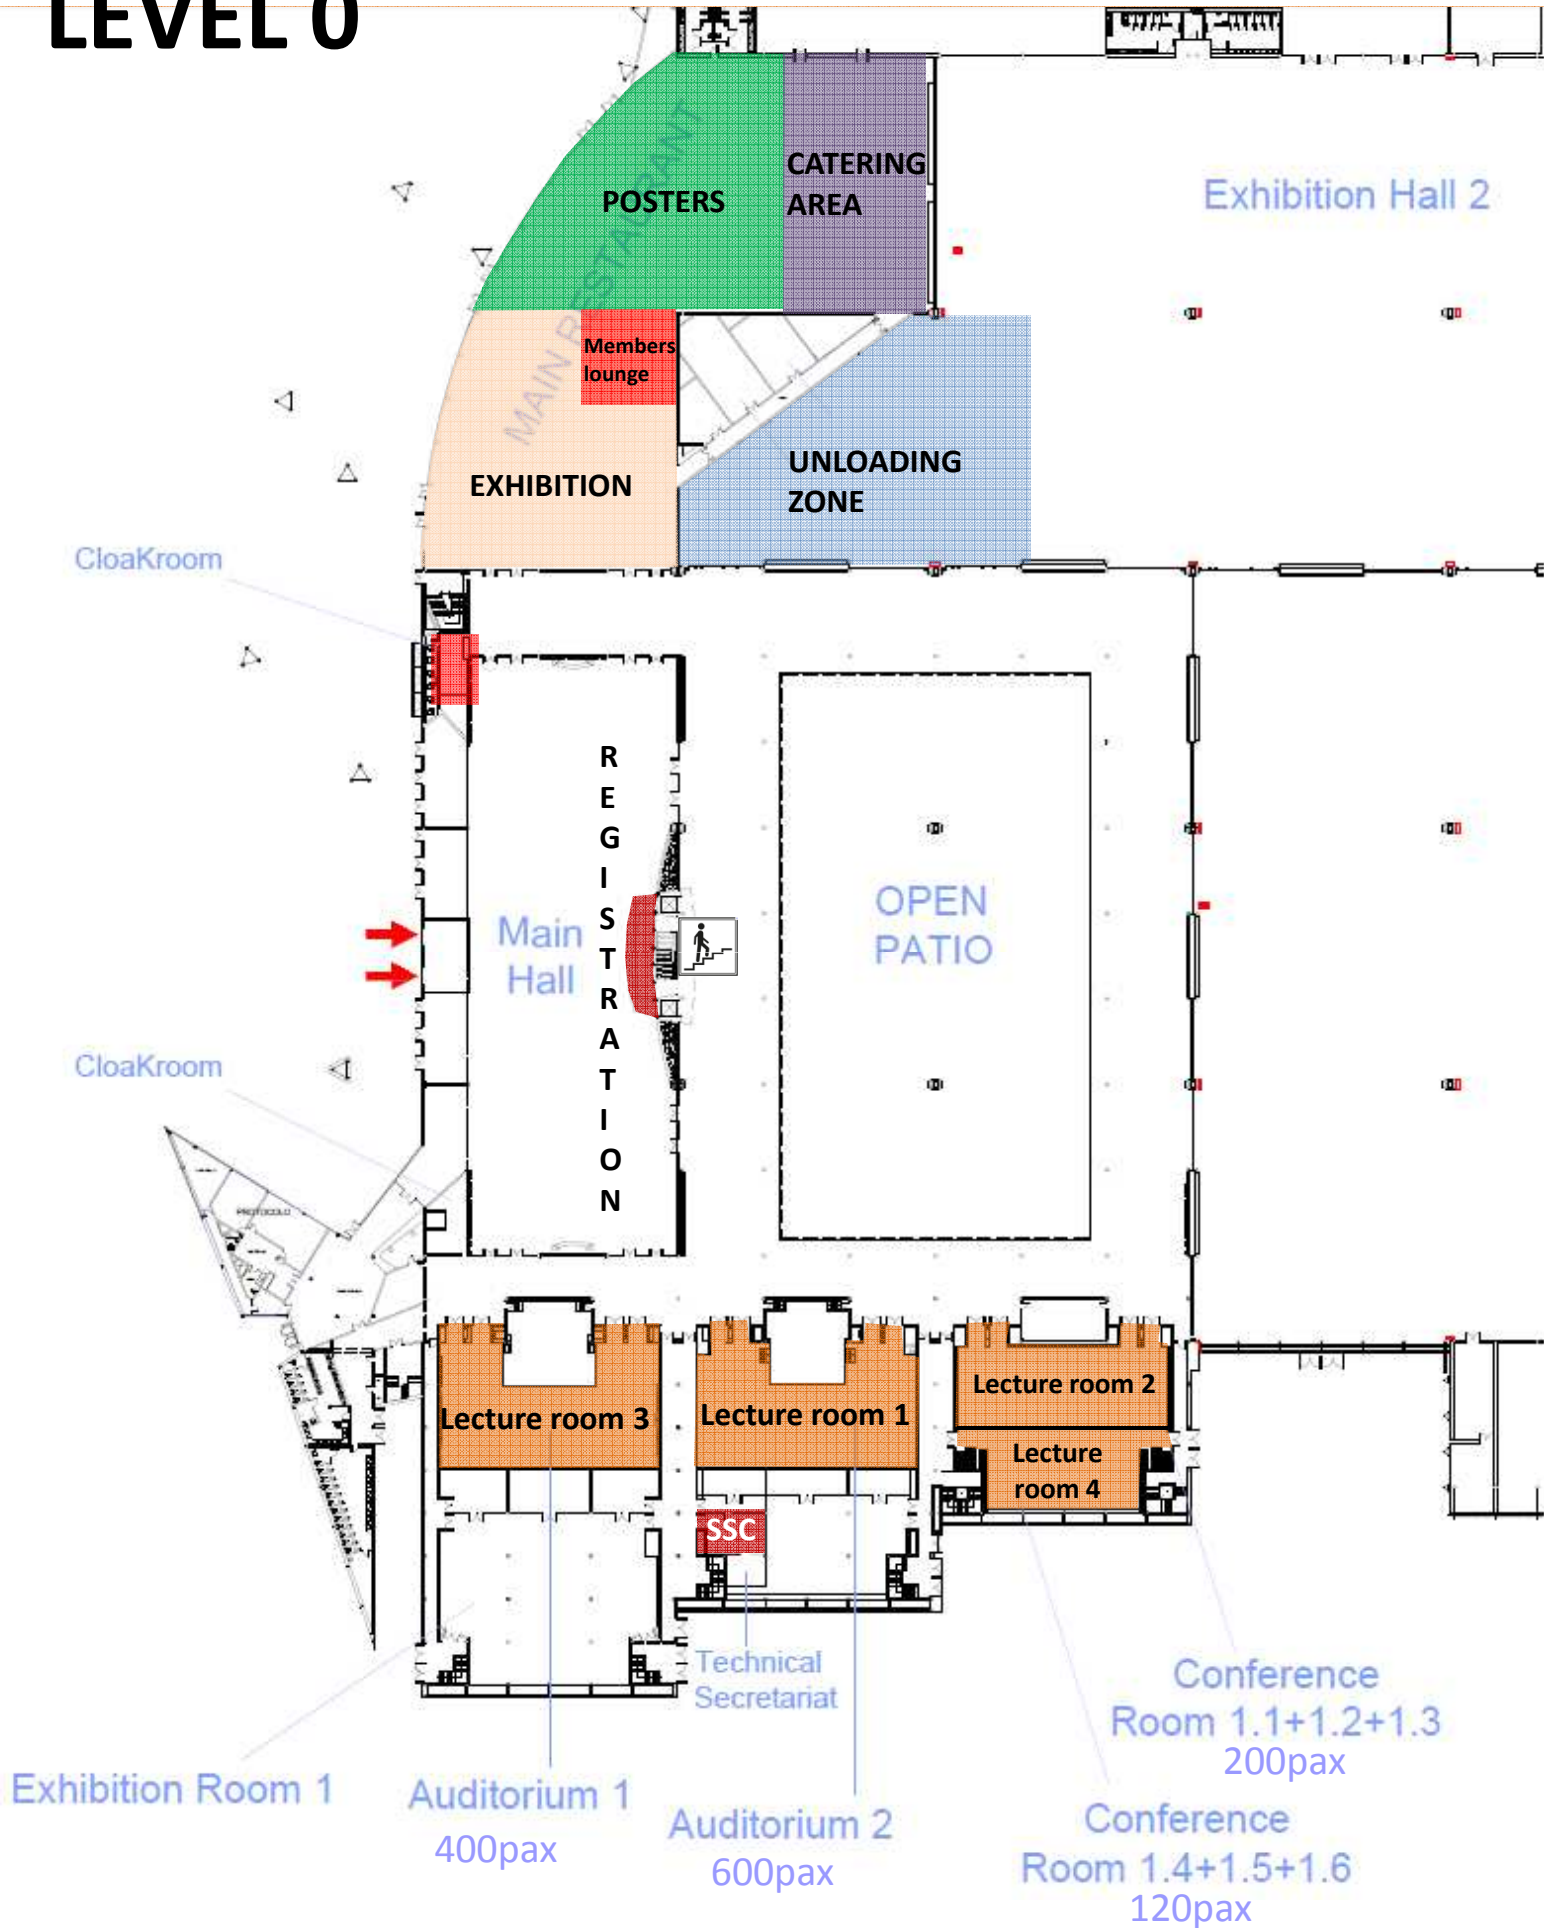 LEVEL 0
MAIN RESTAURANT
POSTERS
CATERING
AREA
Exhibition Hall 2
Members
lounge
EXHIBITION
UNLOADING
ZONE
CloaKroom
REGISTRATION
Main
Hall
OPEN
PATIO
CloaKroom
PROTOCOLO
Lecture room 3
Lecture room 1
Lecture room 2
Lecture
room 4
SSC
Technical
Secretariat
Conference
Room 1.1+1.2+1.3
200pax
Exhibition Room 1
Auditorium 1
400pax
Auditorium 2
600pax
Conference
Room 1.4+1.5+1.6
120pax